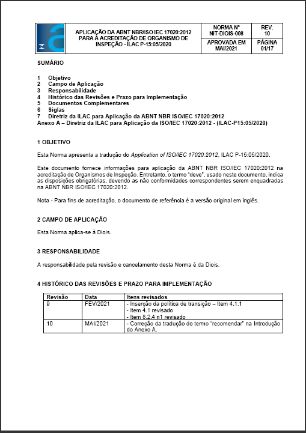 APLICAÇÃO DA ABNT NBRISO/IEC 17020:2012
PARA A ACREDITAÇÃO DE ORGANISMO DE
INSPEÇÃO - ILAC P-15:05/2020
NORMA Nº
NIT-DIOIS-008
REV.
10
APROVADA EM
MAI/2021
PÁGINA
01/17
SUMÁRIO
1 Objetivo
2 Campo de Aplicação
3 Responsabilidade
4 Histórico das Revisões e Prazo para Implementação
5 Documentos Complementares
6 Siglas
7 Diretriz da ILAC para Aplicação da ABNT NBR ISO/IEC 17020:2012
Anexo A – Diretriz da ILAC para Aplicação da ISO/IEC 17020:2012 - (ILAC-P15:05/2020)
1 OBJETIVO
Esta Norma apresenta a tradução do Application of ISO/IEC 17020:2012, ILAC P-15:05/2020.
Este documento fornece informações para aplicação da ABNT NBR ISO/IEC 17020:2012 na
acreditação de Organismos de Inspeção. Entretanto, o termo "deve", usado neste documento, indica
as disposições obrigatórias, devendo as não conformidades correspondentes serem enquadradas
na ABNT NBR ISO/IEC 17020:2012.
Nota - Para fins de acreditação, o documento de referência é a versão original em inglês.
2 CAMPO DE APLICAÇÃO
Esta Norma aplica-se à Diois.
3 RESPONSABILIDADE
A responsabilidade pela revisão e cancelamento desta Norma é da Diois.
4 HISTÓRICO DAS REVISÕES E PRAZO PARA IMPLEMENTAÇÃO
Revisão Data Itens revisados
9 FEV/2021 - Inserção da política de transição – Item 4.1.1
- Item 4.1 revisado
- Item 6.2.4 n1 revisado
10 MAI/2021 - Correção da tradução do termo "recomendar" na Introdução
do Anexo A.